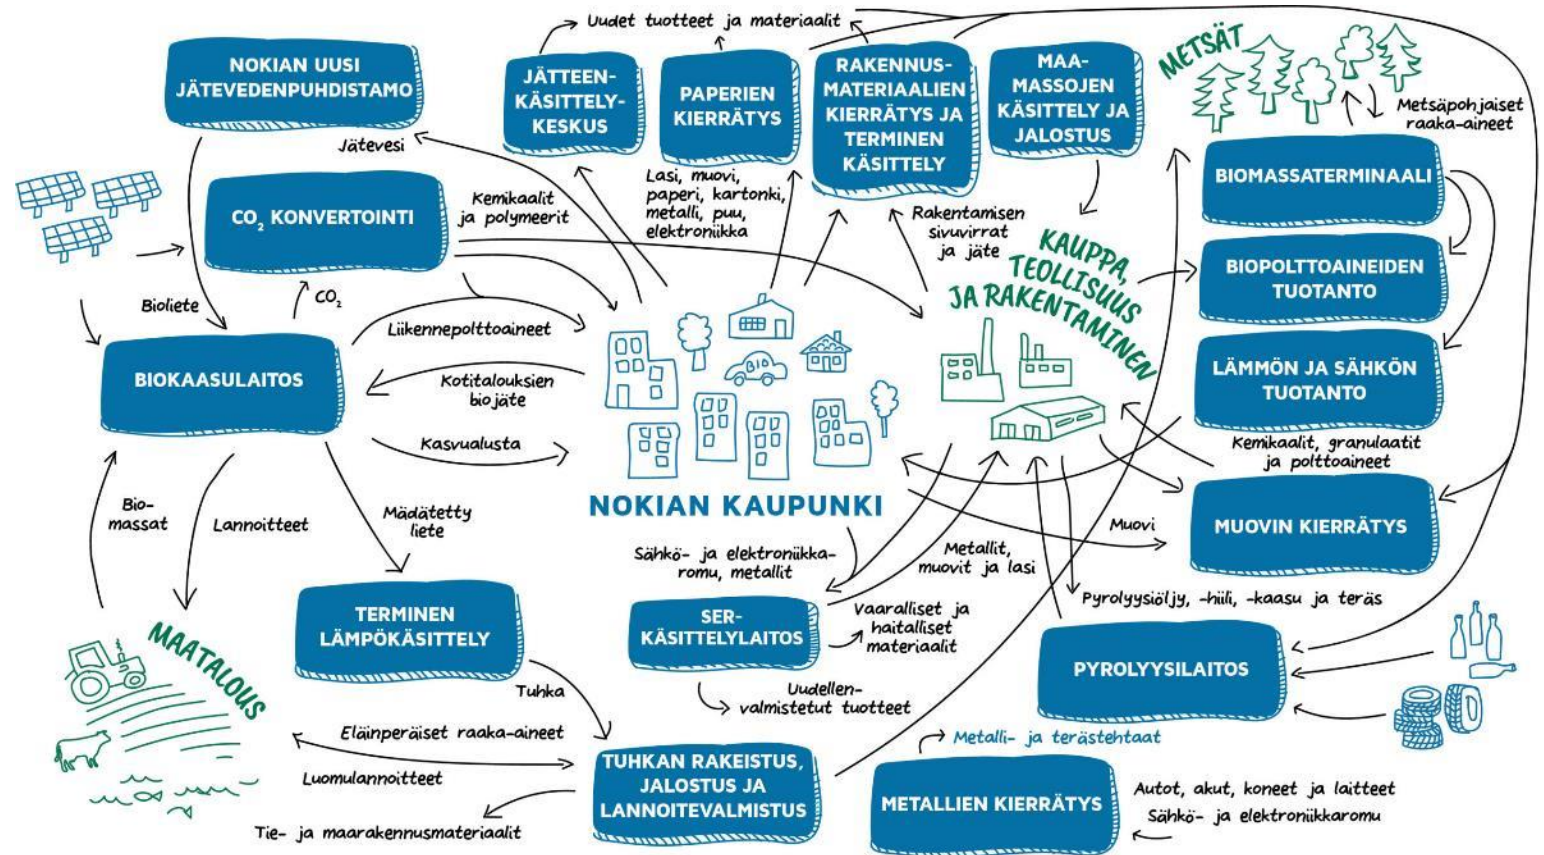 Uudet tuotteet ja materiaalit
NOKIAN UUSI
JÄTEVEDENPUHDISTAMO
JÄTTEEN-
KÄSITTELY-
KESKUS
PAPERIEN
KIERRÄTYS
RAKENNUS-
MATERIAALIEN
KIERRÄTYS JA
TERMINEN
KÄSITTELY
MAA-
MASSOJEN
KÄSITTELY JA
JALOSTUS
METSÄT
Metsäpohjaiset
raaka-aineet
Jätevesi
BIOMASSATERMINAALI
CO₂ KONVERTOINTI
Kemikaalit
ja polymeerit
Lasi, muovi,
paperi, kartonki,
metalli, puu,
elektroniikka
Rakentamisen
sivuvirrat
ja jäte
KAUPPA,
TEOLLISUUS
JA RAKENTAMINEN
BIOPOLTTOAINEIDEN
TUOTANTO
Bioliete
CO₂
Liikennepolttoaineet
BIO
BIOKAASULAITOS
Kotitalouksien
biojäte
LÄMMÖN JA SÄHKÖN
TUOTANTO
Kasvualusta
Kemikaalit, granulaatit
ja polttoaineet
NOKIAN KAUPUNKI
Bio-
massat
Lannoitteet
Mädätetty
liete
Muovi
MUOVIN KIERRÄTYS
Sähkö- ja elektroniikka-
romu, metallit
Metallit,
muovit ja lasi
TERMINEN
LÄMPÖKÄSITTELY
SER-
KÄSITTELYLAITOS
Vaaralliset ja
haitalliset
materiaalit
Pyrolyysiöljy, -hiili, -kaasu ja teräs
MAATALOUS
PYROLYYSILAITOS
Tuhka
Uudellen-
valmistetut tuotteet
Eläinperäiset raaka-aineet
Luomulannoitteet
TUHKAN RAKEISTUS,
JALOSTUS JA
LANNOITEVALMISTUS
Metalli- ja terästehtaat
METALLIEN KIERRÄTYS
Autot, akut, koneet ja laitteet
Sähkö- ja elektroniikkaromu
Tie- ja maarakennusmateriaalit